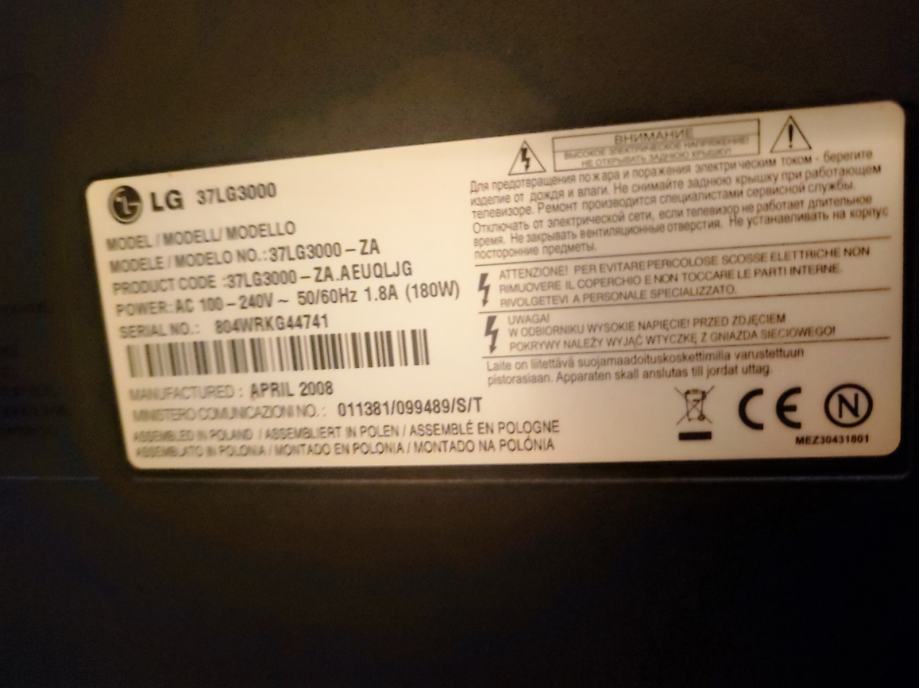 LG 37LG3000
MODEL / MODELL / MODELLO
MODELE / MODELO NO. : 37LG3000-ZA
PRODUCT CODE : 37LG3000-ZA.AEUQLJG
POWER: AC 100-240V ~ 50/60Hz 1.8A (180W)
SERIAL NO. : 804WRKG44741
MANUFACTURED : APRIL 2008
MINISTERO COMUNICAZIONI NO. : 011381/099489/S/T
ASSEMBLED IN POLAND / ASSEMBLIERT IN POLEN / ASSEMBLÉ EN POLOGNE
ASSEMBLATO IN POLONIA / MONTADO EN POLONIA / MONTADO NA POLÓNIA
ВНИМАНИЕ
ВЫСОКОЕ ЭЛЕКТРИЧЕСКОЕ НАПРЯЖЕНИЕ!
НЕ ОТКРЫВАТЬ ЗАДНЮЮ КРЫШКУ!
Для предотвращения пожара и поражения электрическим током - берегите
изделие от дождя и влаги. Не снимайте заднюю крышку при работающем
телевизоре. Ремонт производится специалистами сервисной службы.
Отключать от электрической сети, если телевизор не работает длительное
время. Не закрывать вентиляционные отверстия. Не устанавливать на корпус
посторонние предметы.
ATTENZIONE! PER EVITARE PERICOLOSE SCOSSE ELETTRICHE NON
RIMUOVERE IL COPERCHIO E NON TOCCARE LE PARTI INTERNE.
RIVOLGETEVI A PERSONALE SPECIALIZZATO.
UWAGA!
W ODBIORNIKU WYSOKIE NAPIĘCIE! PRZED ZDJĘCIEM
POKRYWY NALEŻY WYJĄĆ WTYCZKĘ Z GNIAZDA SIECIOWEGO!
Laite on liitettävä suojamaadoituskoskettimilla varustettuun
pistorasiaan. Apparaten skall anslutas till jordat uttag.
CE N
MEZ30431801